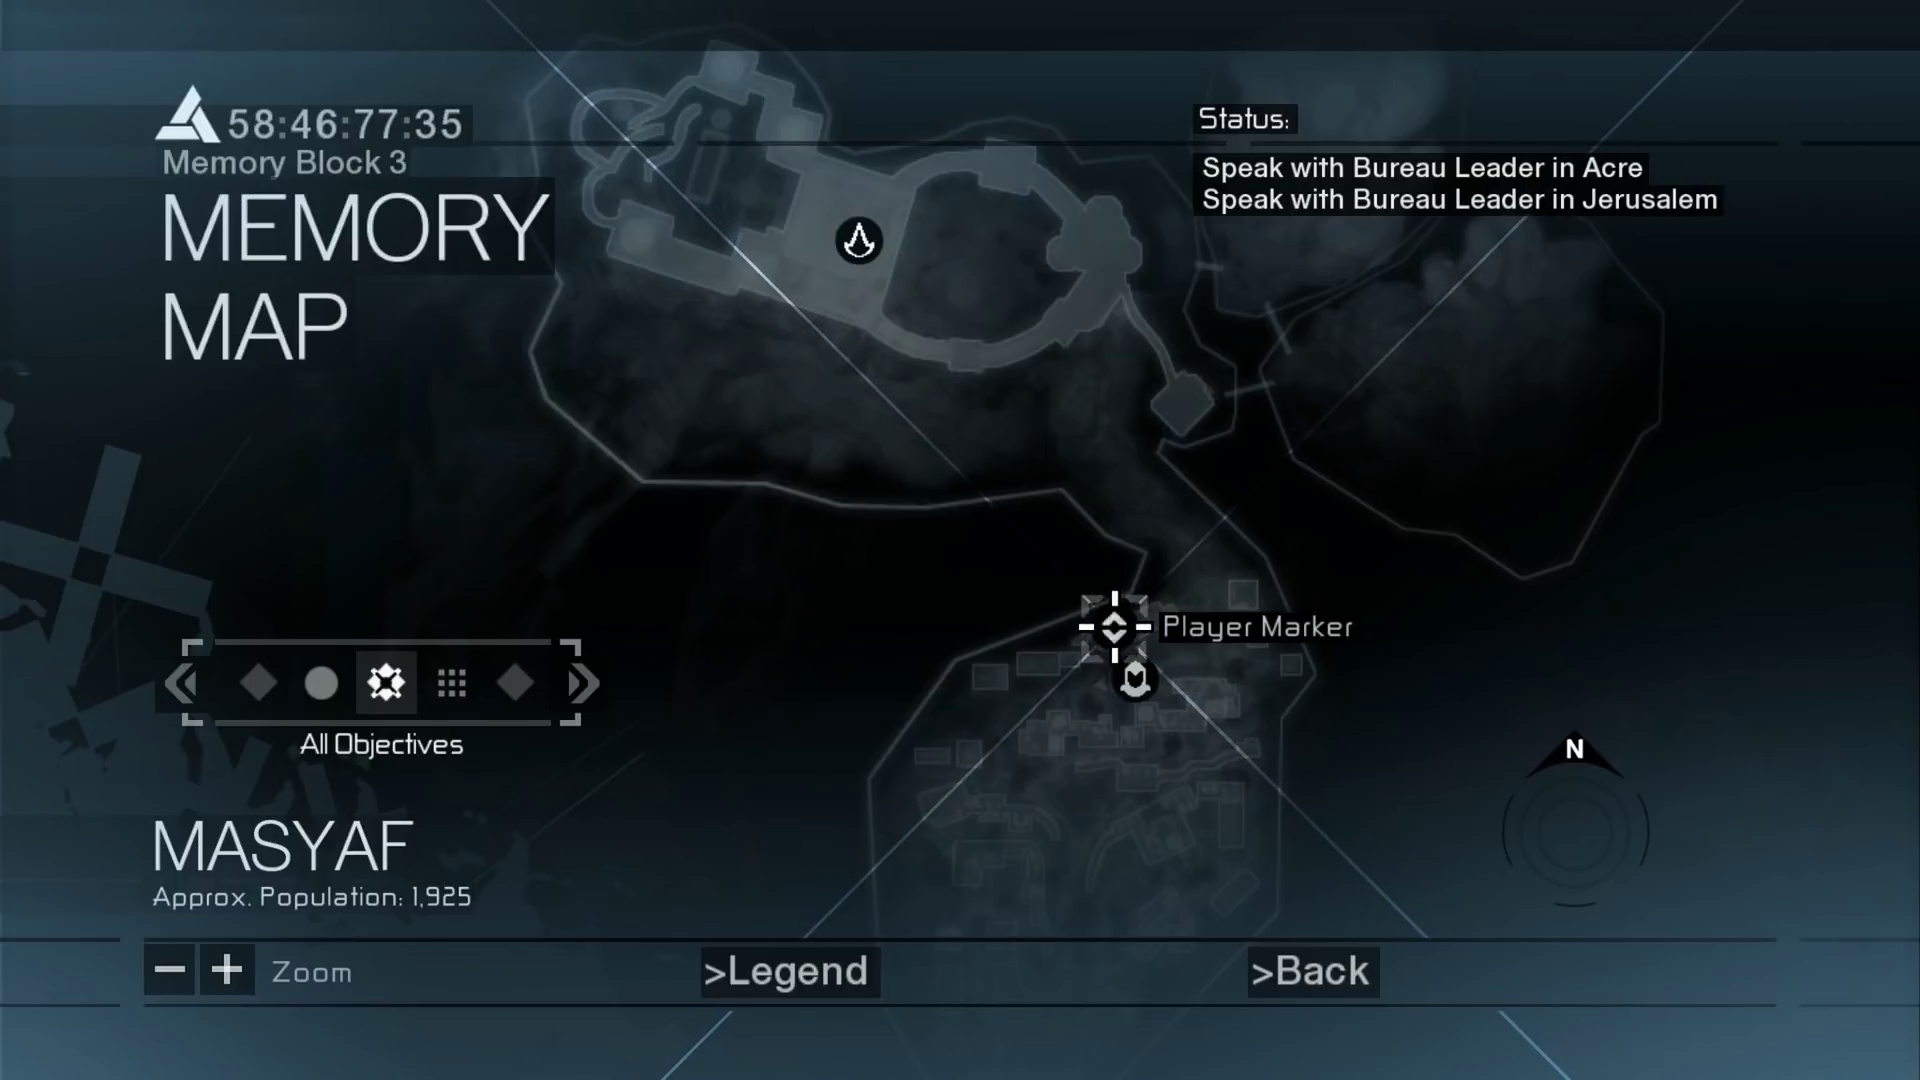 58:46:77:35
Memory Block 3
MEMORY
MAP
Status:
Speak with Bureau Leader in Acre
Speak with Bureau Leader in Jerusalem
Player Marker
All Objectives
N
MASYAF
Approx. Population: 1,925
Zoom
>Legend
>Back